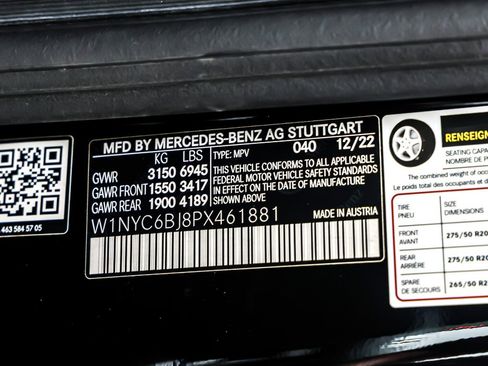 MFD BY MERCEDES-BENZ AG STUTTGART
KG LBS TYPE: MPV 040 12/22
GVWR 3150 6945
GAWR FRONT 1550 3417
GAWR REAR 1900 4189
THIS VEHICLE CONFORMS TO ALL APPLICABLE
FEDERAL MOTOR VEHICLE SAFETY STANDARDS
IN EFFECT ON THE DATE OF MANUFACTURE
SHOWN ABOVE
W1NYC6BJ8PX461881
MADE IN AUSTRIA
463 584 57 05
RENSEIGN
SEATING CAPA
NOMBRE DE P
The combined weight of occup
Le poids total des occupants et d
TIRE SIZE
PNEU DIMENSIONS
FRONT
AVANT 275/50 R20
REAR
ARRIÈRE 275/50 R20
SPARE
DE SECOURS 265/50 R2